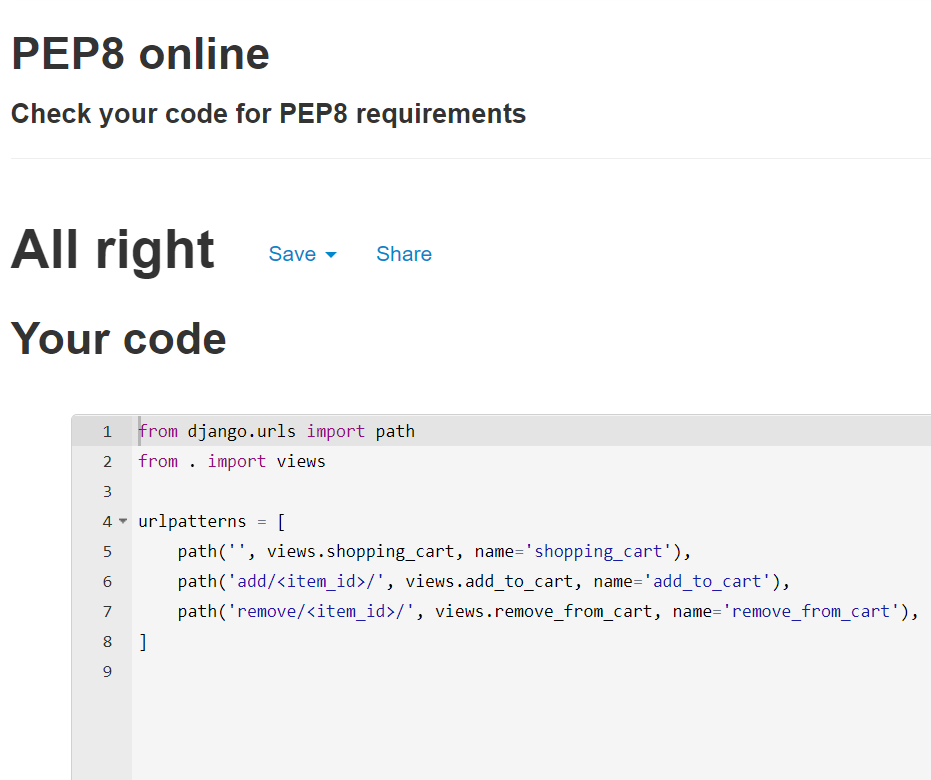 PEP8 online
Check your code for PEP8 requirements
All right Save Share
Your code
1 from django.urls import path
2 from . import views
3
4 urlpatterns = [
5     path('', views.shopping_cart, name='shopping_cart'),
6     path('add/<item_id>/', views.add_to_cart, name='add_to_cart'),
7     path('remove/<item_id>/', views.remove_from_cart, name='remove_from_cart'),
8 ]
9